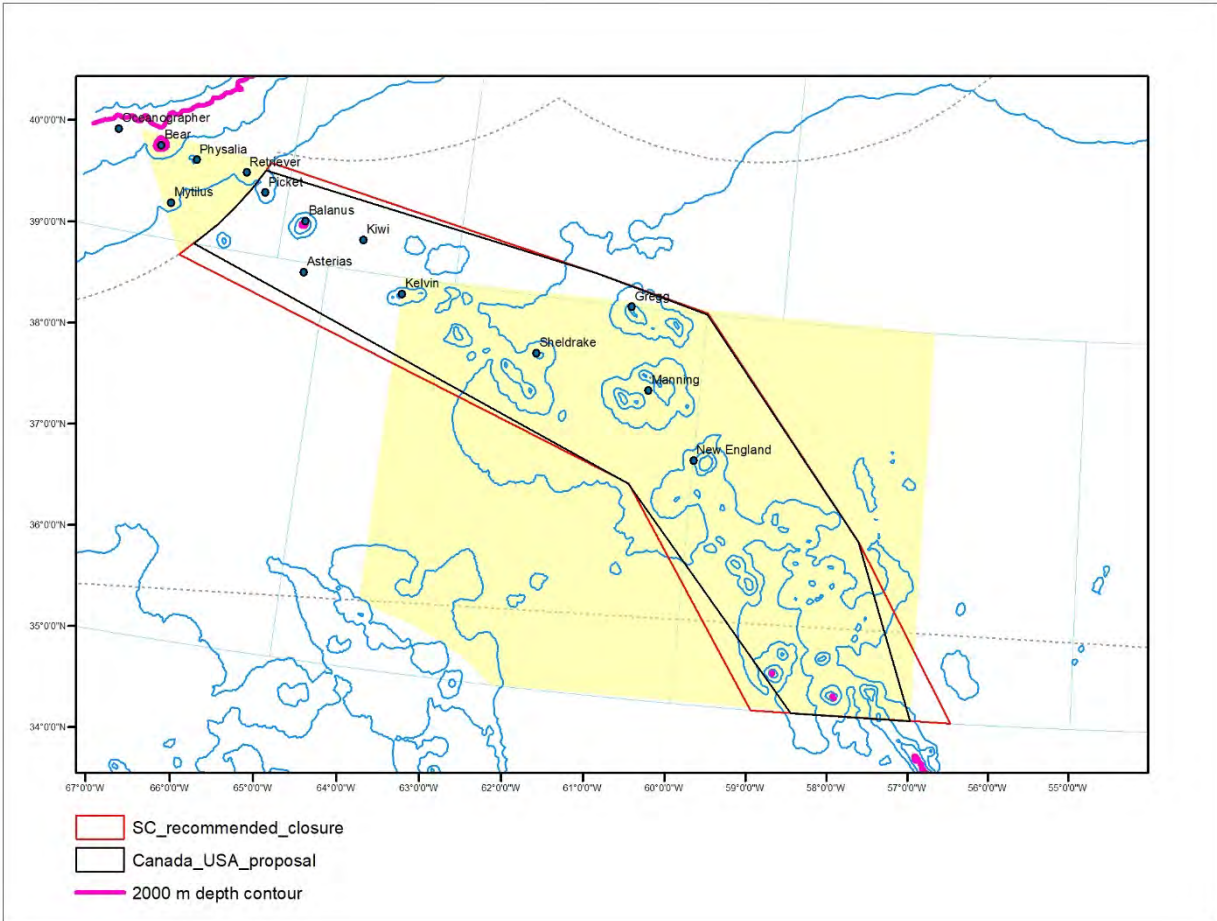 40°0'0"N
Oceanographer
Bear
Physalia
Retriever
Picket
Mytilus
39°0'0"N
Balanus
Kiwi
Asterias
Kelvin
38°0'0"N
Gregg
Sheldrake
Manning
37°0'0"N
New England
36°0'0"N
35°0'0"N
34°0'0"N
67°0'0"W 66°0'0"W 65°0'0"W 64°0'0"W 63°0'0"W 62°0'0"W 61°0'0"W 60°0'0"W 59°0'0"W 58°0'0"W 57°0'0"W 56°0'0"W 55°0'0"W
SC_recommended_closure
Canada_USA_proposal
2000 m depth contour